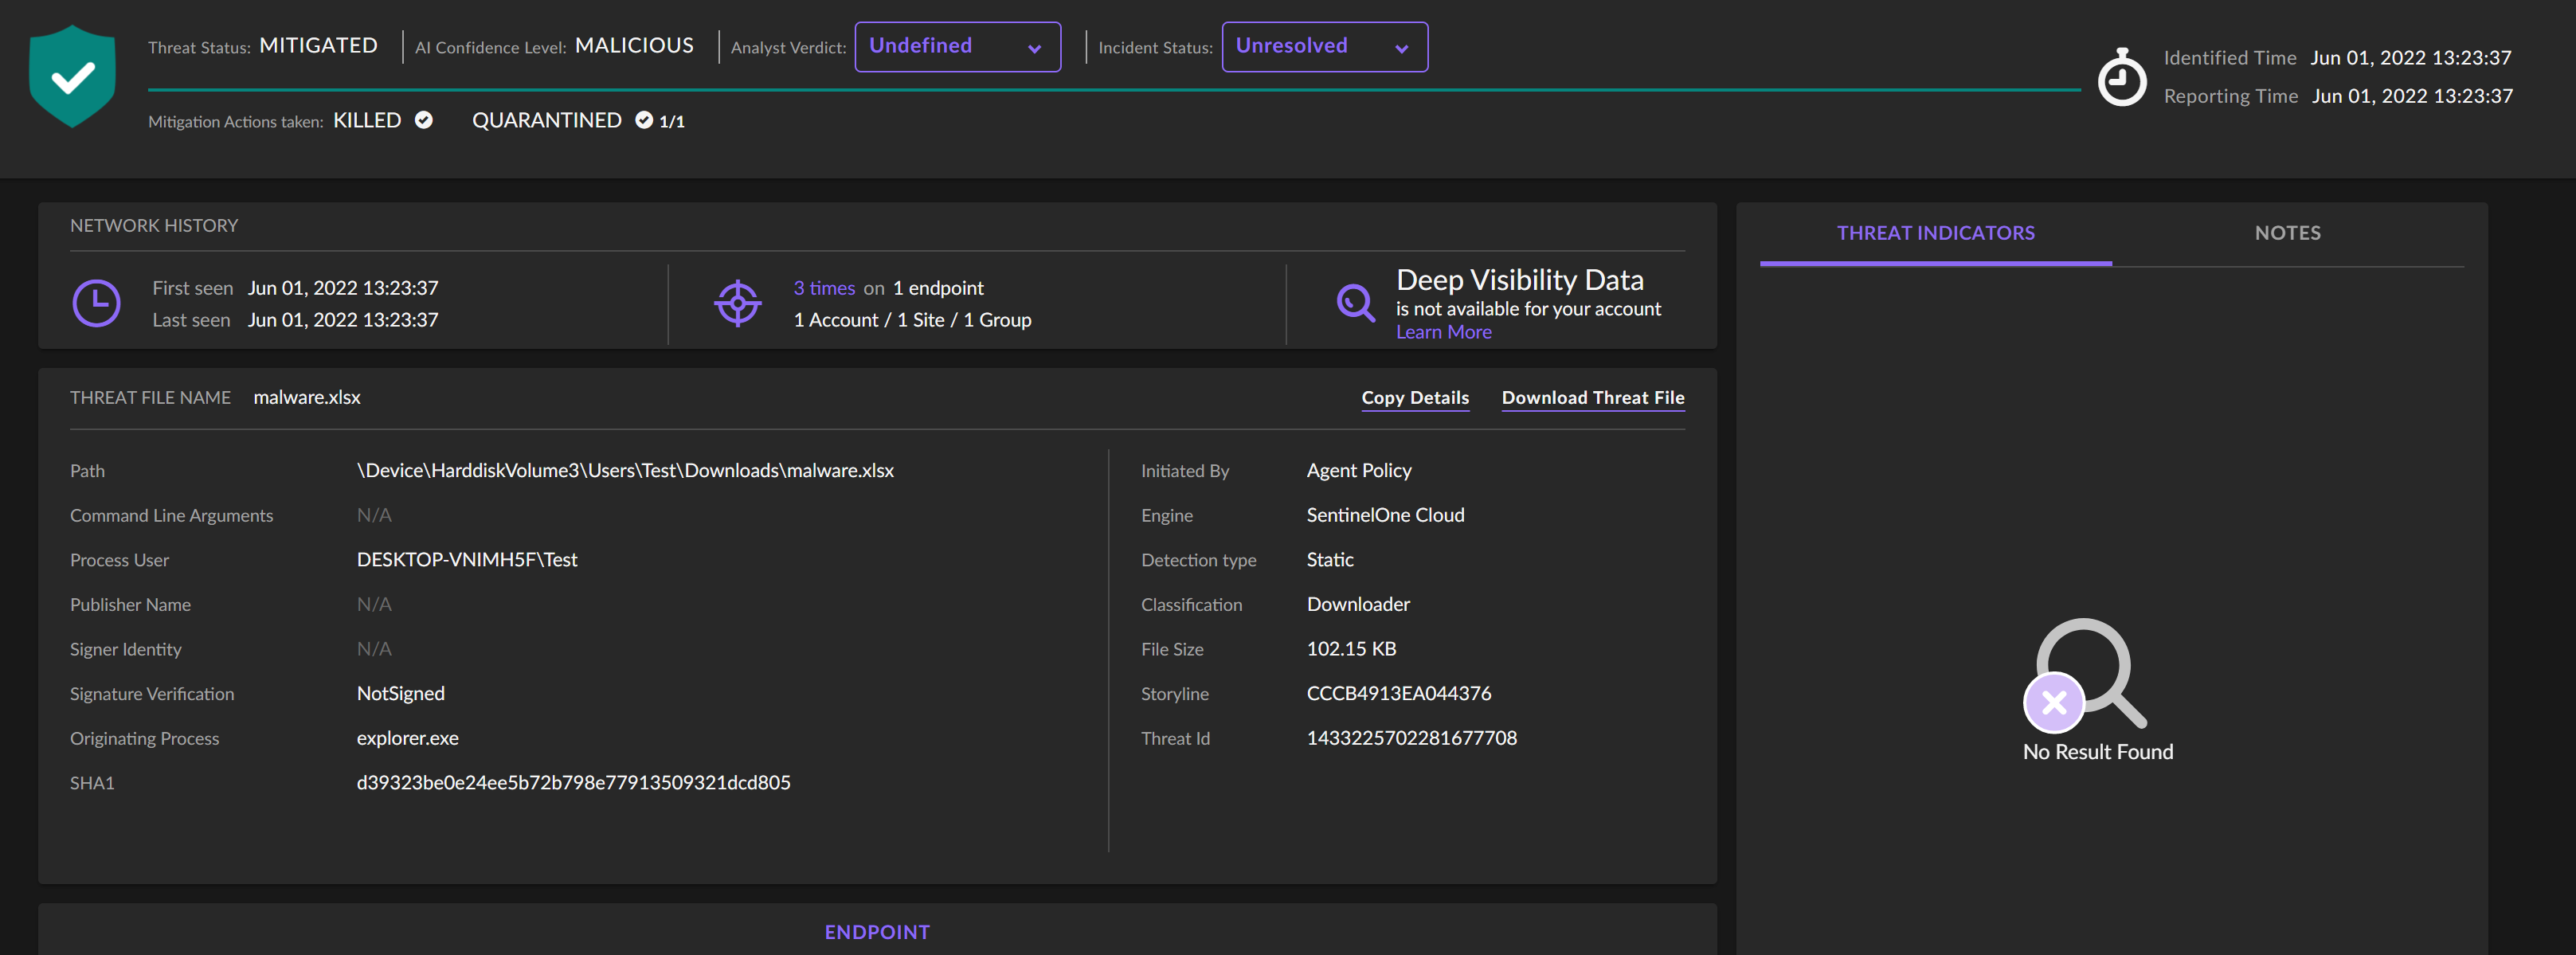 Threat Status: MITIGATED AI Confidence Level: MALICIOUS Analyst Verdict: Undefined Incident Status: Unresolved
Identified Time Jun 01, 2022 13:23:37
Reporting Time Jun 01, 2022 13:23:37
Mitigation Actions taken: KILLED QUARANTINED 1/1
NETWORK HISTORY
First seen Jun 01, 2022 13:23:37
Last seen Jun 01, 2022 13:23:37
3 times on 1 endpoint
1 Account / 1 Site / 1 Group
Deep Visibility Data
is not available for your account
Learn More
THREAT FILE NAME malware.xlsx
Copy Details Download Threat File
Path \Device\HarddiskVolume3\Users\Test\Downloads\malware.xlsx
Command Line Arguments N/A
Process User DESKTOP-VNIMH5F\Test
Publisher Name N/A
Signer Identity N/A
Signature Verification NotSigned
Originating Process explorer.exe
SHA1 d39323be0e24ee5b72b798e77913509321dcd805
Initiated By Agent Policy
Engine SentinelOne Cloud
Detection type Static
Classification Downloader
File Size 102.15 KB
Storyline CCCB4913EA044376
Threat Id 1433225702281677708
ENDPOINT
THREAT INDICATORS NOTES
No Result Found